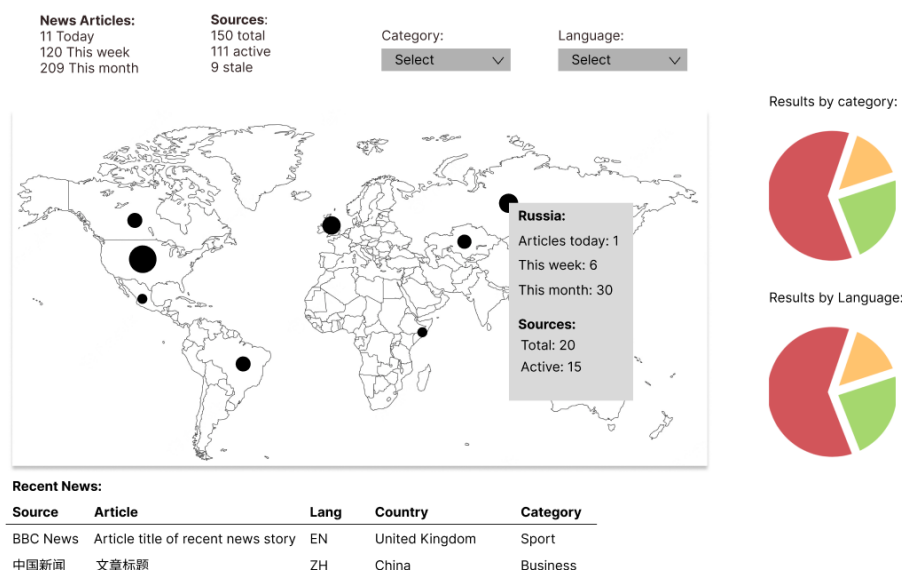 News Articles:
11 Today
120 This week
209 This month
Sources:
150 total
111 active
9 stale
Category:
Select
Language:
Select
Results by category:
Russia:
Articles today: 1
This week: 6
This month: 30
Sources:
Total: 20
Active: 15
Results by Language:
Recent News:
Source Article Lang Country Category
BBC News Article title of recent news story EN United Kingdom Sport
中国新闻 文章标题 ZH China Business